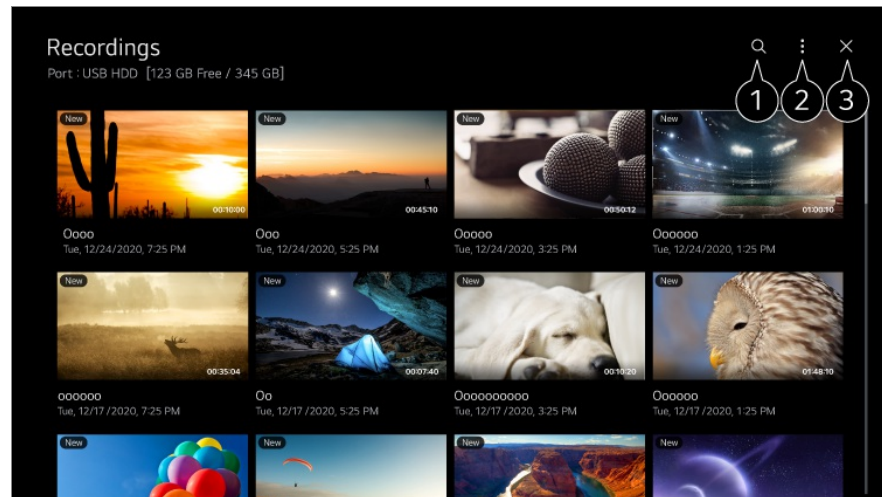 Recordings
Port : USB HDD [123 GB Free / 345 GB]
1 2 3
New New New New
00:10:00 00:45:10 00:50:12 01:00:10
Oooo Ooo Ooooo Oooooo
Tue, 12/24/2020, 7:25 PM Tue, 12/24/2020, 5:25 PM Tue, 12/24/2020, 3:25 PM Tue, 12/24/2020, 1:25 PM
New New New New
00:35:04 00:07:40 00:10:20 01:48:10
oooooo Oo Oooooooooo Oooooo
Tue, 12/17 /2020, 7:25 PM Tue, 12/17 /2020, 5:25 PM Tue, 12/17 /2020, 3:25 PM Tue, 12/17 /2020, 1:25 PM
New New New New